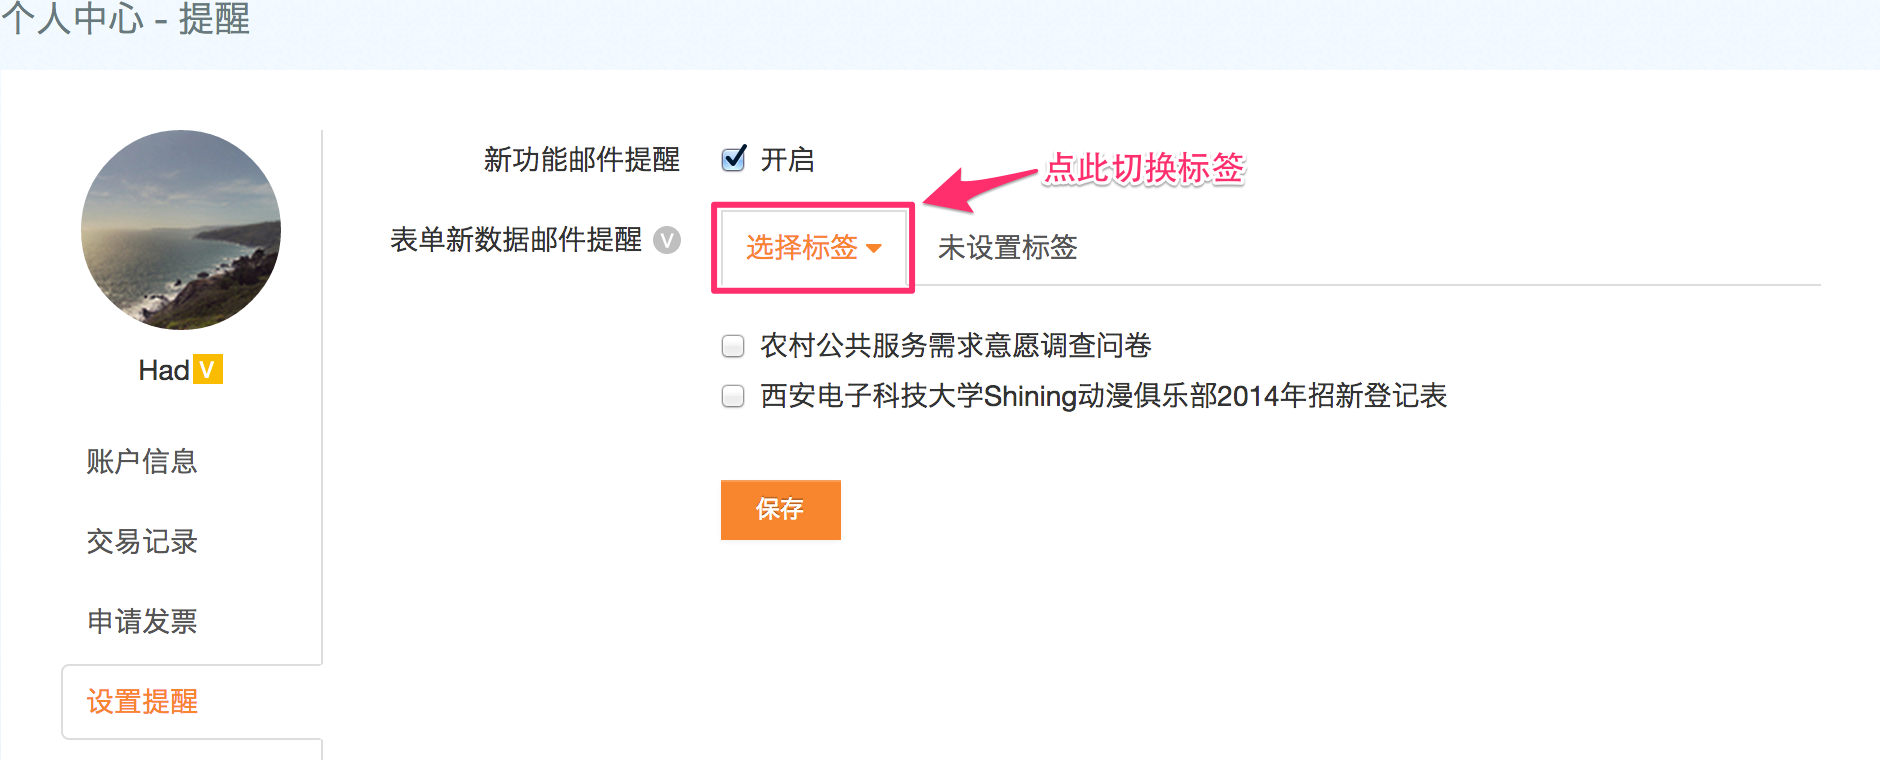 个人中心 - 提醒
新功能邮件提醒 开启
点此切换标签
表单新数据邮件提醒 V 选择标签 未设置标签
农村公共服务需求意愿调查问卷
Had V
西安电子科技大学Shining动漫俱乐部2014年招新登记表
账户信息
保存
交易记录
申请发票
设置提醒